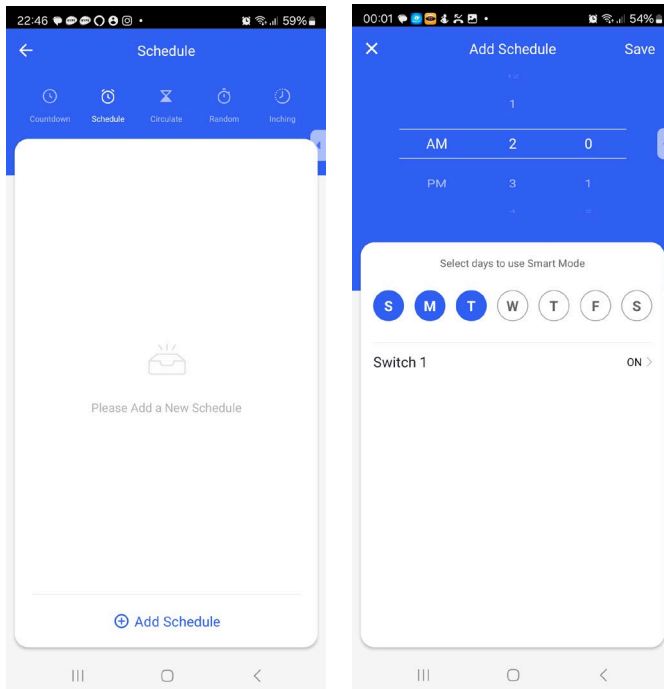 22:46
59%
Schedule
Countdown Schedule Circulate Random Inching
Please Add a New Schedule
Add Schedule
00:01
54%
Add Schedule Save
1
AM 2 0
PM 3 1
Select days to use Smart Mode
S M T W T F S
Switch 1 ON